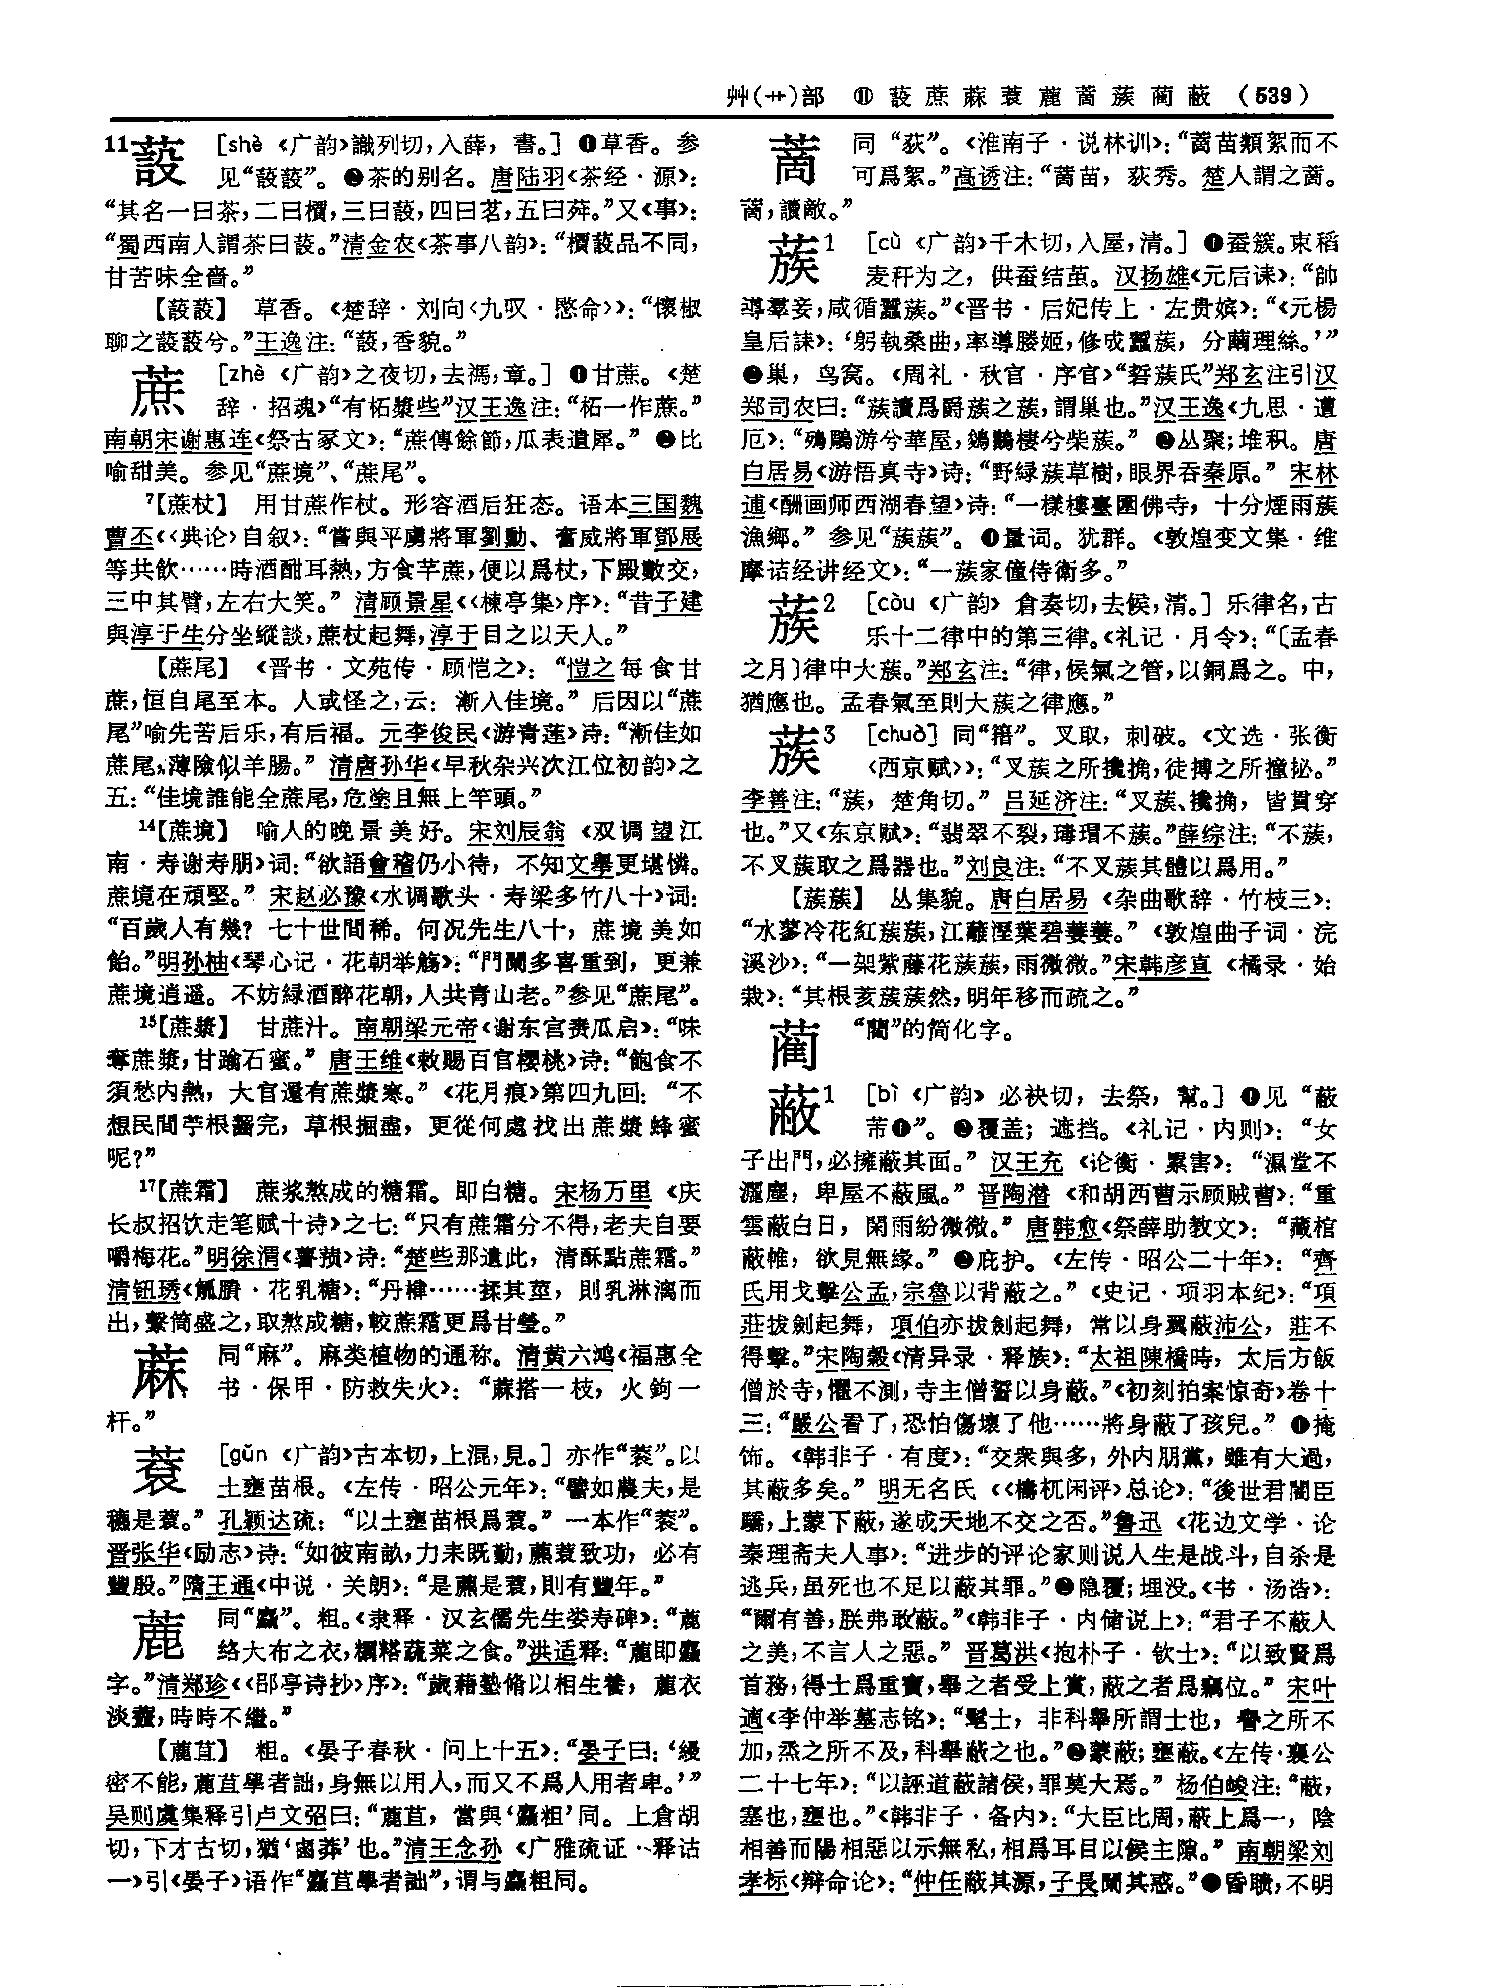 艸(艹)部　⑪ 蔎蔗蔴蓘蔍蔐蔟蔺蔽（539）
11蔎　[shè《广韵》識列切，入薛，書。]❶草香。参
见“蔎蔎”。❷茶的别名。唐陆羽《茶经·源》：
“其名一曰茶，二曰檟，三曰蔎，四曰茗，五曰荈。”又《事》：
“蜀西南人謂茶曰蔎。”清金农《茶事八韵》：“檟蔎品不同，
甘苦味全嗇。”
【蔎蔎】　草香。《楚辞·刘向〈九叹·愍命〉》：“懷椒
聊之蔎蔎兮。”王逸注：“蔎，香貌。”
蔗　[zhè《广韵》之夜切，去禡，章。]❶甘蔗。《楚
辞·招魂》“有柘漿些”汉王逸注：“柘一作蔗。”
南朝宋谢惠连《祭古冢文》：“蔗傳餘節，瓜表遺犀。”❷比
喻甜美。参见“蔗境”、“蔗尾”。
7【蔗杖】　用甘蔗作杖。形容酒后狂态。语本三国魏
曹丕《〈典论〉自叙》：“嘗與平虜將軍劉勳、奮威將軍鄧展
等共飲……時酒酣耳熱，方食芊蔗，便以爲杖，下殿數交，
三中其臂，左右大笑。”清顾景星《〈楝亭集〉序》：“昔子建
與淳于生分坐縱談，蔗杖起舞，淳于目之以天人。”
【蔗尾】　《晋书·文苑传·顾恺之》：“愷之每食甘
蔗，恒自尾至本。人或怪之，云：漸入佳境。”后因以“蔗
尾”喻先苦后乐，有后福。元李俊民《游青莲》诗：“漸佳如
蔗尾，薄險似羊腸。”清唐孙华《早秋杂兴次江位初韵》之
五：“佳境誰能全蔗尾，危塗且無上竿頭。”
14【蔗境】　喻人的晚景美好。宋刘辰翁《双调望江
南·寿谢寿朋》词：“欲語會稽仍小待，不知文舉更堪憐。
蔗境在頑堅。”宋赵必豫《水调歌头·寿梁多竹八十》词：
“百歲人有幾？七十世間稀。何況先生八十，蔗境美如
飴。”明孙柚《琴心记·花朝举觞》：“門闌多喜重到，更兼
蔗境逍遥。不妨緑酒醉花朝，人共青山老。”参见“蔗尾”。
15【蔗漿】　甘蔗汁。南朝梁元帝《谢东宫赉瓜启》：“味
奪蔗漿，甘踰石蜜。”唐王维《敕赐百官樱桃》诗：“飽食不
須愁内熱，大官還有蔗漿寒。”《花月痕》第四九回：“不
想民間苧根齧完，草根掘盡，更從何處找出蔗漿蜂蜜
呢？”
17【蔗霜】　蔗浆熬成的糖霜。即白糖。宋杨万里《庆
长叔招饮走笔赋十诗》之七：“只有蔗霜分不得，老夫自要
嚼梅花。”明徐渭《薯蓣》诗：“楚些那遺此，清酥點蔗霜。”
清钮琇《觚賸·花乳糖》：“丹棒……揉其莖，則乳淋漓而
出，繫筒盛之，取熬成糖，較蔗霜更爲甘瑩。”
蔴　同“麻”。麻类植物的通称。清黄六鸿《福惠全
书·保甲·防救失火》：“蔴搭一枝，火鉤一
杆。”
蓘　[gǔn《广韵》古本切，上混，見。]亦作“蔉”。以
土壅苗根。《左传·昭公元年》：“譬如農夫，是
穮是蓘。”孔颖达疏：“以土壅苗根爲蓘。”一本作“蔉”。
晋张华《励志》诗：“如彼南畝，力耒既勤，藨蓘致功，必有
豐殷。”隋王通《中说·关朗》：“是藨是蓘，則有豐年。”
蔍　同“麤”。粗。《隶释·汉玄儒先生娄寿碑》：“蔍
絡大布之衣，糲䅵蔬菜之食。”洪适释：“蔍即麤
字。”清郑珍《〈郘亭诗抄〉序》：“歲藉塾脩以相生養，蔍衣
淡虀，時時不繼。”
【蔍苴】　粗。《晏子春秋·问上十五》：“晏子曰：‘縵
密不能，蔍苴學者詘，身無以用人，而又不爲人用者卑。’”
吴则虞集释引卢文弨曰：“蔍苴，當與‘麤粗’同。上倉胡
切，下才古切，猶‘鹵莽’也。”清王念孙《广雅疏证·释诂
一》引《晏子》语作“麤苴學者詘”，谓与麤粗同。
蔐　同“荻”。《淮南子·说林训》：“蔐苗類絮而不
可爲絮。”高诱注：“蔐苗，荻秀。楚人謂之蔐。
蔐，讀敵。”
蔟1　[cù《广韵》千木切，入屋，清。]❶蚕簇。束稻
麦秆为之，供蚕结茧。汉扬雄《元后诔》：“帥
導羣妾，咸循蠶蔟。”《晋书·后妃传上·左贵嫔》：“《元楊
皇后誄》：‘躬執桑曲，率導媵姬，修成蠶蔟，分繭理絲。’”
❷巢，鸟窝。《周礼·秋官·序官》“硩蔟氏”郑玄注引汉
郑司农曰：“蔟讀爲爵蔟之蔟，謂巢也。”汉王逸《九思·遭
厄》：“鵕鸃游兮華屋，鵁鶄棲兮柴蔟。”❸丛聚；堆积。唐
白居易《游悟真寺》诗：“野緑蔟草樹，眼界吞秦原。”宋林
逋《酬画师西湖春望》诗：“一樣樓臺圍佛寺，十分煙雨蔟
漁鄉。”参见“蔟蔟”。❹量词。犹群。《敦煌变文集·维
摩诘经讲经文》：“一蔟家僮侍衛多。”
蔟2　[còu《广韵》倉奏切，去候，清。]乐律名，古
乐十二律中的第三律。《礼记·月令》：“〔孟春
之月〕律中大蔟。”郑玄注：“律，候氣之管，以銅爲之。中，
猶應也。孟春氣至則大蔟之律應。”
蔟3　[chuò]同“籍”。叉取，刺破。《文选·张衡
〈西京赋〉》：“叉蔟之所攙捔，徒搏之所撞㧙。”
李善注：“蔟，楚角切。”吕延济注：“叉蔟、攙捔，皆貫穿
也。”又《东京赋》：“翡翠不裂，瑇瑁不蔟。”薛综注：“不蔟，
不叉蔟取之爲器也。”刘良注：“不叉蔟其體以爲用。”
【蔟蔟】　丛集貌。唐白居易《杂曲歌辞·竹枝三》：
“水蓼冷花紅蔟蔟，江蘺溼葉碧萋萋。”《敦煌曲子词·浣
溪沙》：“一架紫藤花蔟蔟，雨微微。”宋韩彦直《橘录·始
栽》：“其根荄蔟蔟然，明年移而疏之。”
蔺　“藺”的简化字。
蔽1　[bì《广韵》必袂切，去祭，幫。]❶见“蔽
芾❶”。❷覆盖；遮挡。《礼记·内则》：“女
子出門，必擁蔽其面。”汉王充《论衡·累害》：“濕堂不
灑塵，卑屋不蔽風。”晋陶潜《和胡西曹示顾贼曹》：“重
雲蔽白日，閑雨紛微微。”唐韩愈《祭薛助教文》：“藏棺
蔽帷，欲見無緣。”❸庇护。《左传·昭公二十年》：“齊
氏用戈擊公孟，宗魯以背蔽之。”《史记·项羽本纪》：“項
莊拔劍起舞，項伯亦拔劍起舞，常以身翼蔽沛公，莊不
得擊。”宋陶穀《清异录·释族》：“太祖陳橋時，太后方飯
僧於寺，懼不測，寺主僧誓以身蔽。”《初刻拍案惊奇》卷十
三：“嚴公看了，恐怕傷壞了他……將身蔽了孩兒。”❹掩
饰。《韩非子·有度》：“交衆與多，外内朋黨，雖有大過，
其蔽多矣。”明无名氏《〈梼杌闲评〉总论》：“後世君闇臣
驕，上蒙下蔽，遂成天地不交之否。”鲁迅《花边文学·论
秦理斋夫人事》：“进步的评论家则说人生是战斗，自杀是
逃兵，虽死也不足以蔽其罪。”❺隐覆；埋没。《书·汤诰》：
“爾有善，朕弗敢蔽。”《韩非子·内储说上》：“君子不蔽人
之美，不言人之惡。”晋葛洪《抱朴子·钦士》：“以致賢爲
首務，得士爲重寶，舉之者受上賞，蔽之者爲竊位。”宋叶
適《李仲举墓志铭》：“髦士，非科舉所謂士也，譽之所不
加，烝之所不及，科舉蔽之也。”❻蒙蔽；壅蔽。《左传·襄公
二十七年》：“以誣道蔽諸侯，罪莫大焉。”杨伯峻注：“蔽，
塞也，壅也。”《韩非子·备内》：“大臣比周，蔽上爲一，陰
相善而陽相惡以示無私，相爲耳目以候主隙。”南朝梁刘
孝标《辩命论》：“仲任蔽其源，子長闡其惑。”❼昏聩，不明